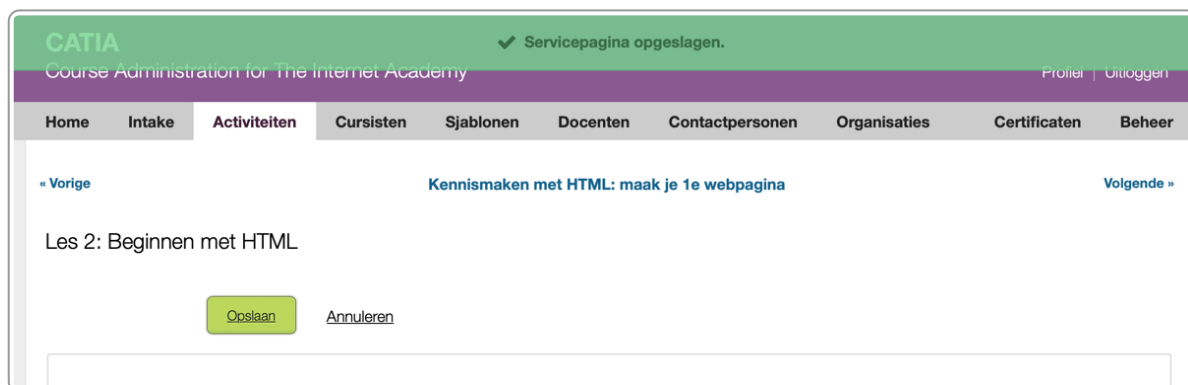 CATIA
✔ Servicepagina opgeslagen.
Course Administration for The Internet Academy
Profiel | Uitloggen
Home Intake Activiteiten Cursisten Sjablonen Docenten Contactpersonen Organisaties Certificaten Beheer
« Vorige Kennismaken met HTML: maak je 1e webpagina Volgende »
Les 2: Beginnen met HTML
Opslaan Annuleren